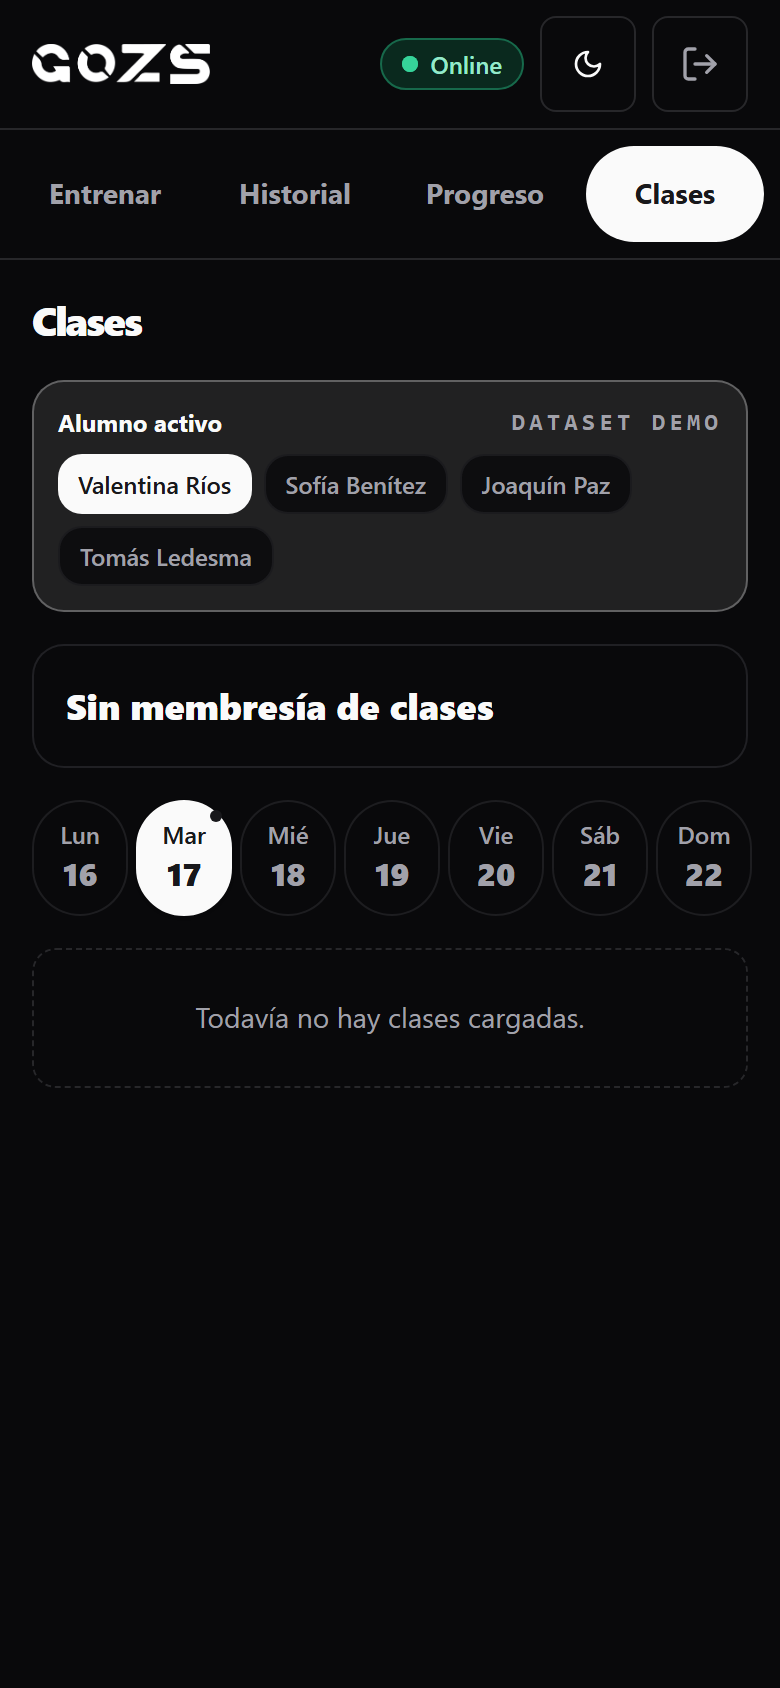 GOZS
Online
Entrenar Historial Progreso Clases
Clases
Alumno activo DATASET DEMO
Valentina Ríos Sofía Benítez Joaquín Paz
Tomás Ledesma
Sin membresía de clases
Lun Mar Mié Jue Vie Sáb Dom
16 17 18 19 20 21 22
Todavía no hay clases cargadas.